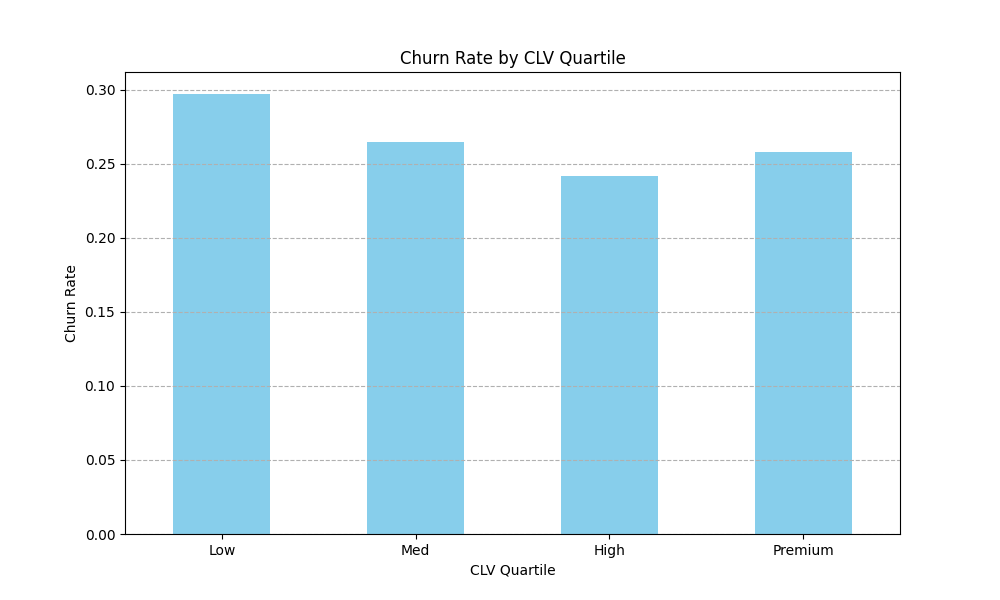 Churn Rate by CLV Quartile
0.30
0.25
0.20
0.15
0.10
0.05
0.00
Churn Rate
Low Med High Premium
CLV Quartile